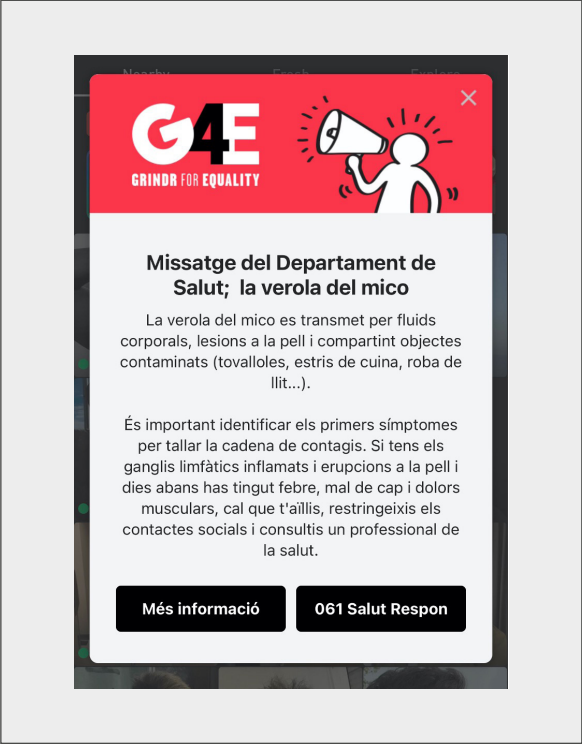 Nearby
Fresh
Explore
G4E
GRINDR FOR EQUALITY
Missatge del Departament de
Salut;  la verola del mico
La verola del mico es transmet per fluids
corporals, lesions a la pell i compartint objectes
contaminats (tovalloles, estris de cuina, roba de
llit...).
És important identificar els primers símptomes
per tallar la cadena de contagis. Si tens els
ganglis limfàtics inflamats i erupcions a la pell i
dies abans has tingut febre, mal de cap i dolors
musculars, cal que t'aïllis, restringeixis els
contactes socials i consultis un professional de
la salut.
Més informació
061 Salut Respon